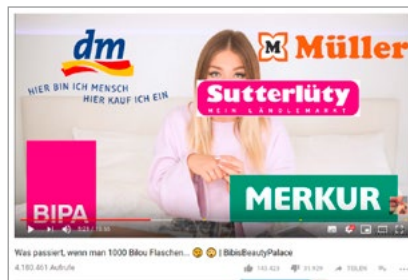 dm
HIER BIN ICH MENSCH
HIER KAUF ICH EIN
Müller
Sutterlüty
MEIN LÄNDLEMARKT
BIPA
MERKUR
Was passiert, wenn man 1000 Bilou Flaschen... | BibisBeautyPalace
4.180.461 Aufrufe
TEILEN